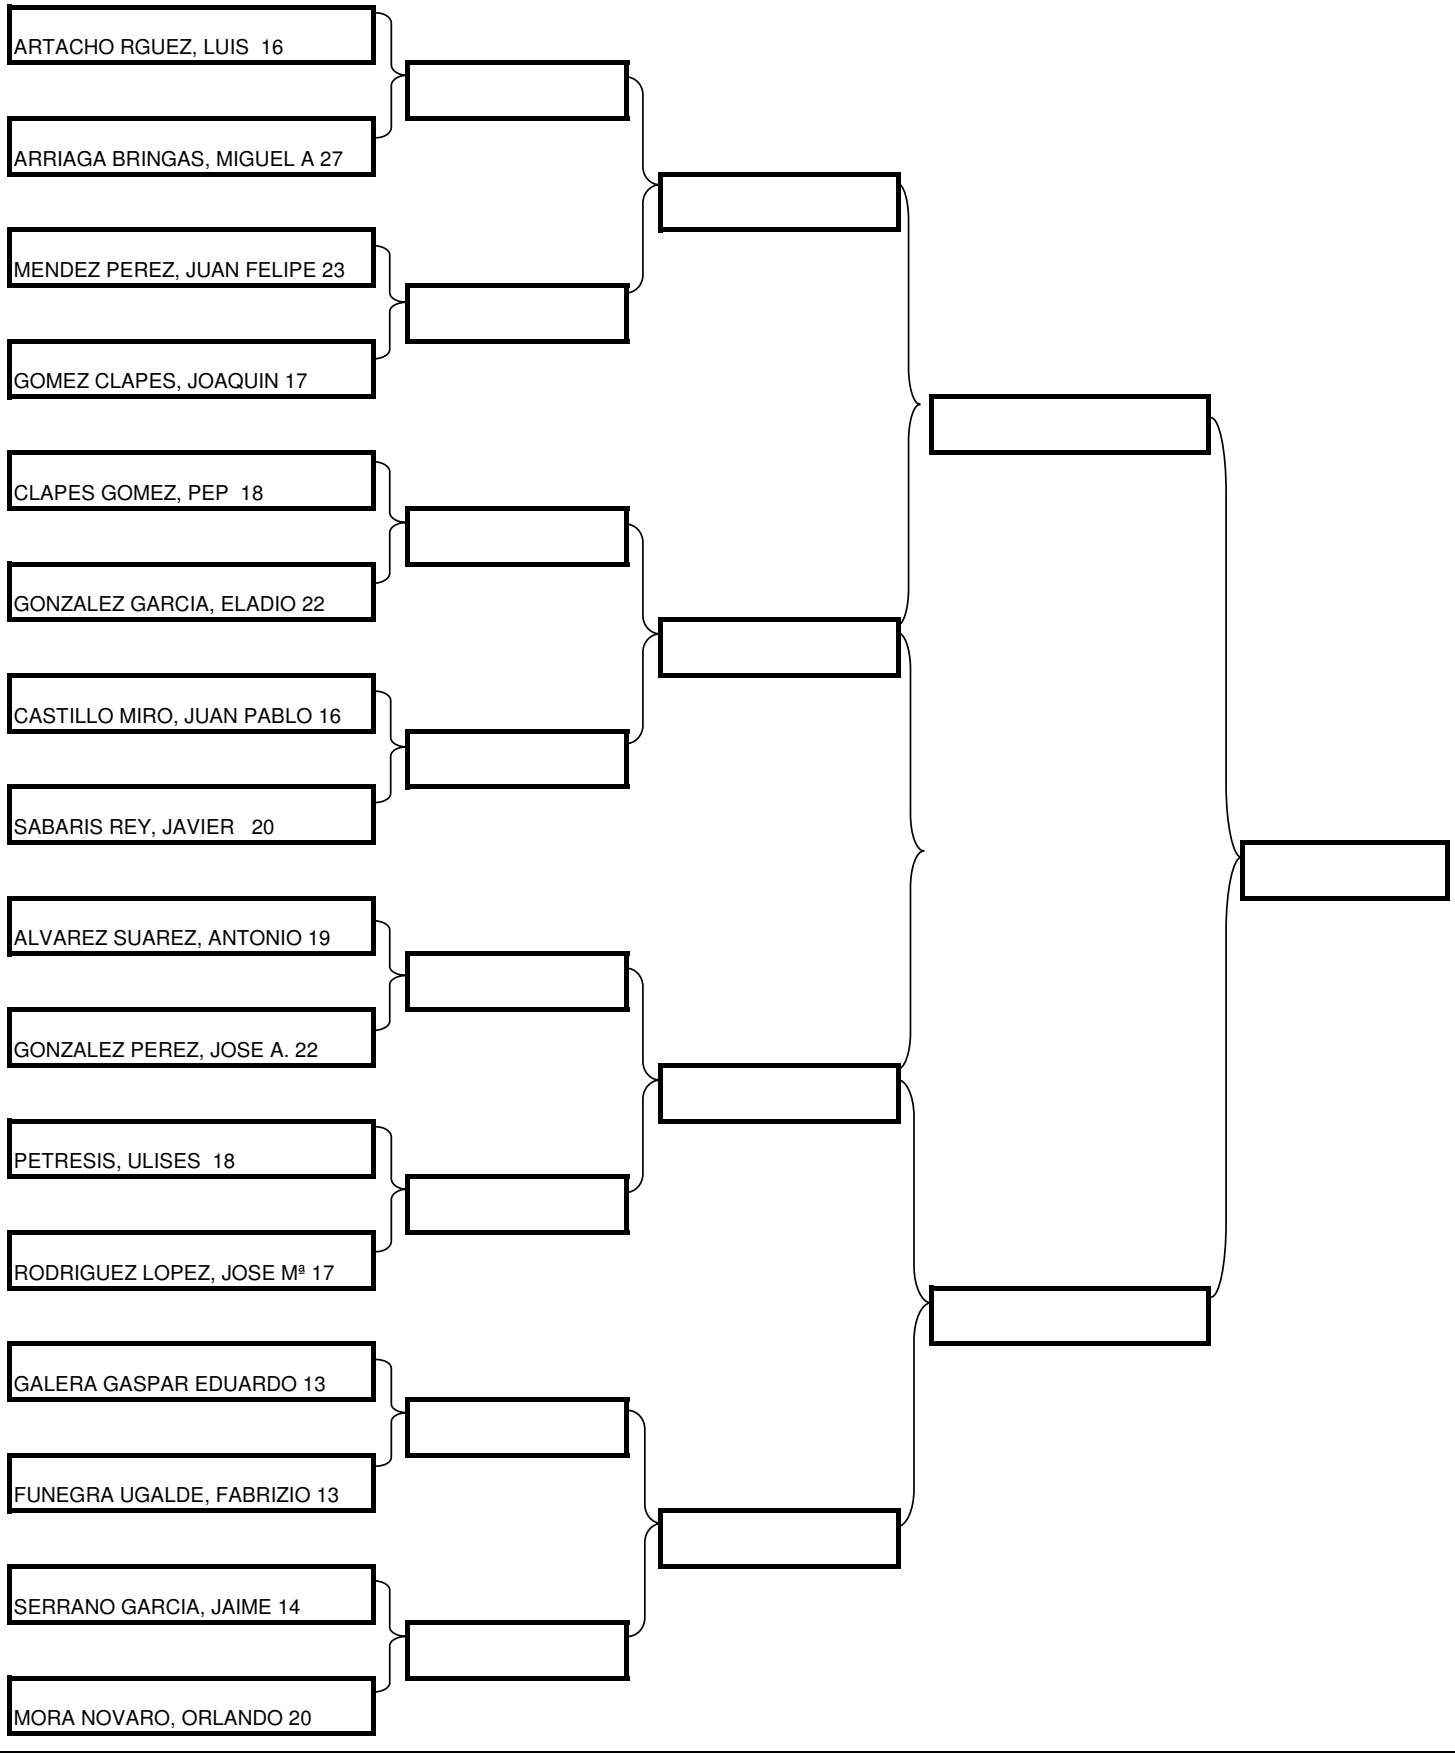 ARTACHO RGUEZ, LUIS  16
ARRIAGA BRINGAS, MIGUEL A 27
MENDEZ PEREZ, JUAN FELIPE 23
GOMEZ CLAPES, JOAQUIN 17
CLAPES GOMEZ, PEP  18
GONZALEZ GARCIA, ELADIO 22
CASTILLO MIRO, JUAN PABLO 16
SABARIS REY, JAVIER   20
ALVAREZ SUAREZ, ANTONIO 19
GONZALEZ PEREZ, JOSE A. 22
PETRESIS, ULISES  18
RODRIGUEZ LOPEZ, JOSE Mª 17
GALERA GASPAR EDUARDO 13
FUNEGRA UGALDE, FABRIZIO 13
SERRANO GARCIA, JAIME 14
MORA NOVARO, ORLANDO 20